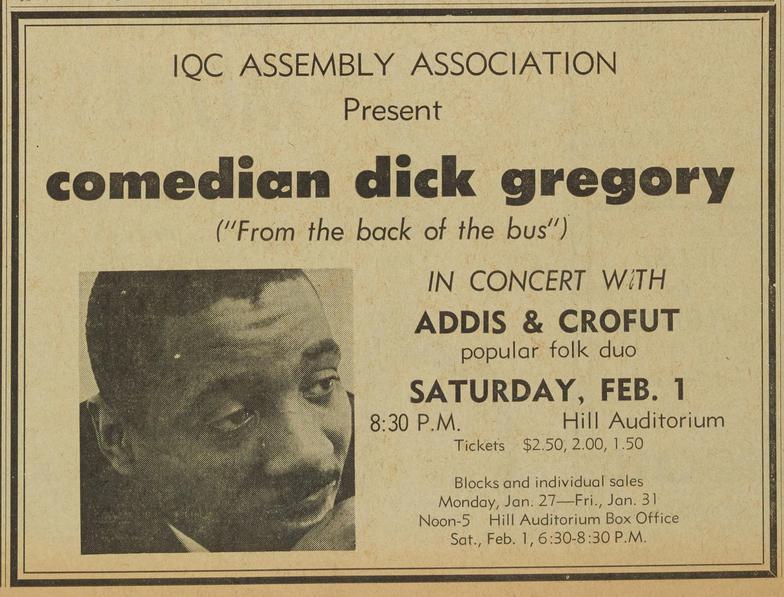 IQC ASSEMBLY ASSOCIATION
Present
comedian dick gregory
("From the back of the bus")
IN CONCERT WiTH
ADDIS & CROFUT
popular folk duo
SATURDAY, FEB. 1
8:30 P.M. Hill Auditorium
Tickets $2.50, 2.00, 1.50
Blocks and individual sales
Monday, Jan. 27—Fri., Jan. 31
Noon-5 Hill Auditorium Box Office
Sat., Feb. 1, 6:30-8:30 P.M.